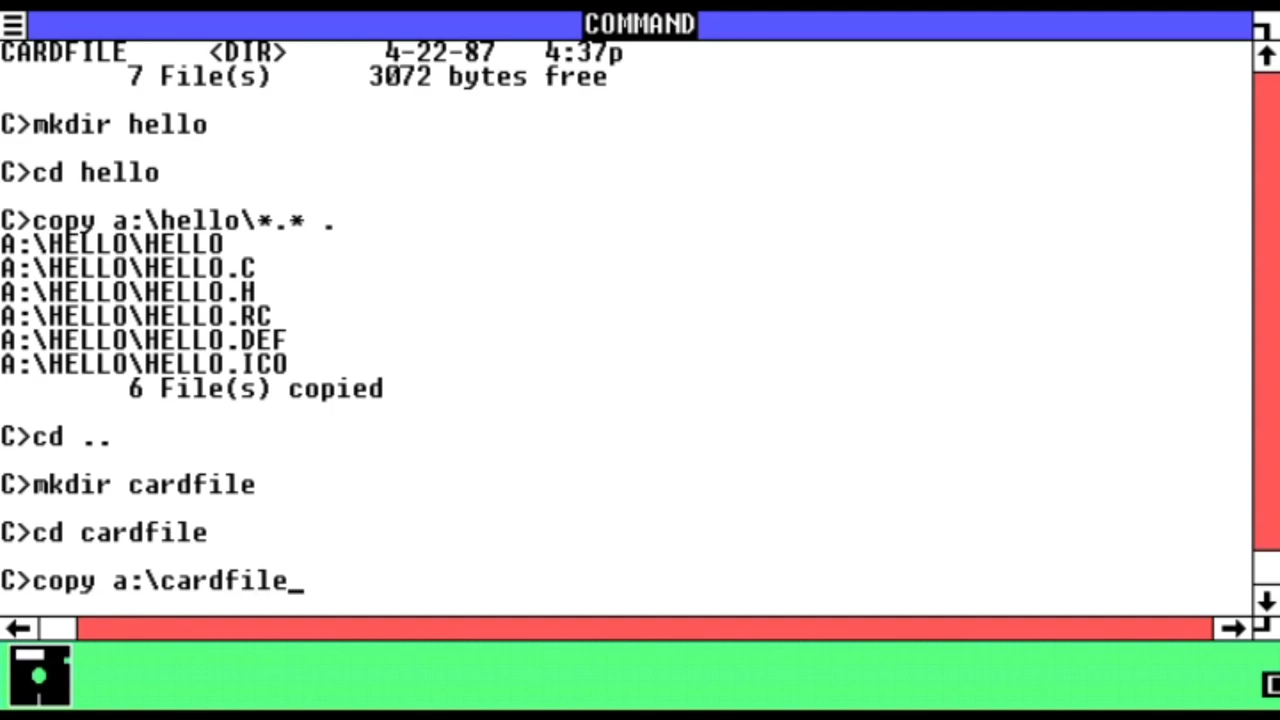 COMMAND
CARDFILE <DIR> 4-22-87 4:37p
7 File(s) 3072 bytes free
C>mkdir hello
C>cd hello
C>copy a:\hello\*.* .
A:\HELLO\HELLO
A:\HELLO\HELLO.C
A:\HELLO\HELLO.H
A:\HELLO\HELLO.RC
A:\HELLO\HELLO.DEF
A:\HELLO\HELLO.ICO
6 File(s) copied
C>cd ..
C>mkdir cardfile
C>cd cardfile
C>copy a:\cardfile_